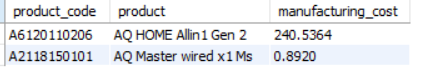 product_code product manufacturing_cost
A6120110206 AQ HOME Allin1 Gen 2 240.5364
A2118150101 AQ Master wired x1 Ms 0.8920